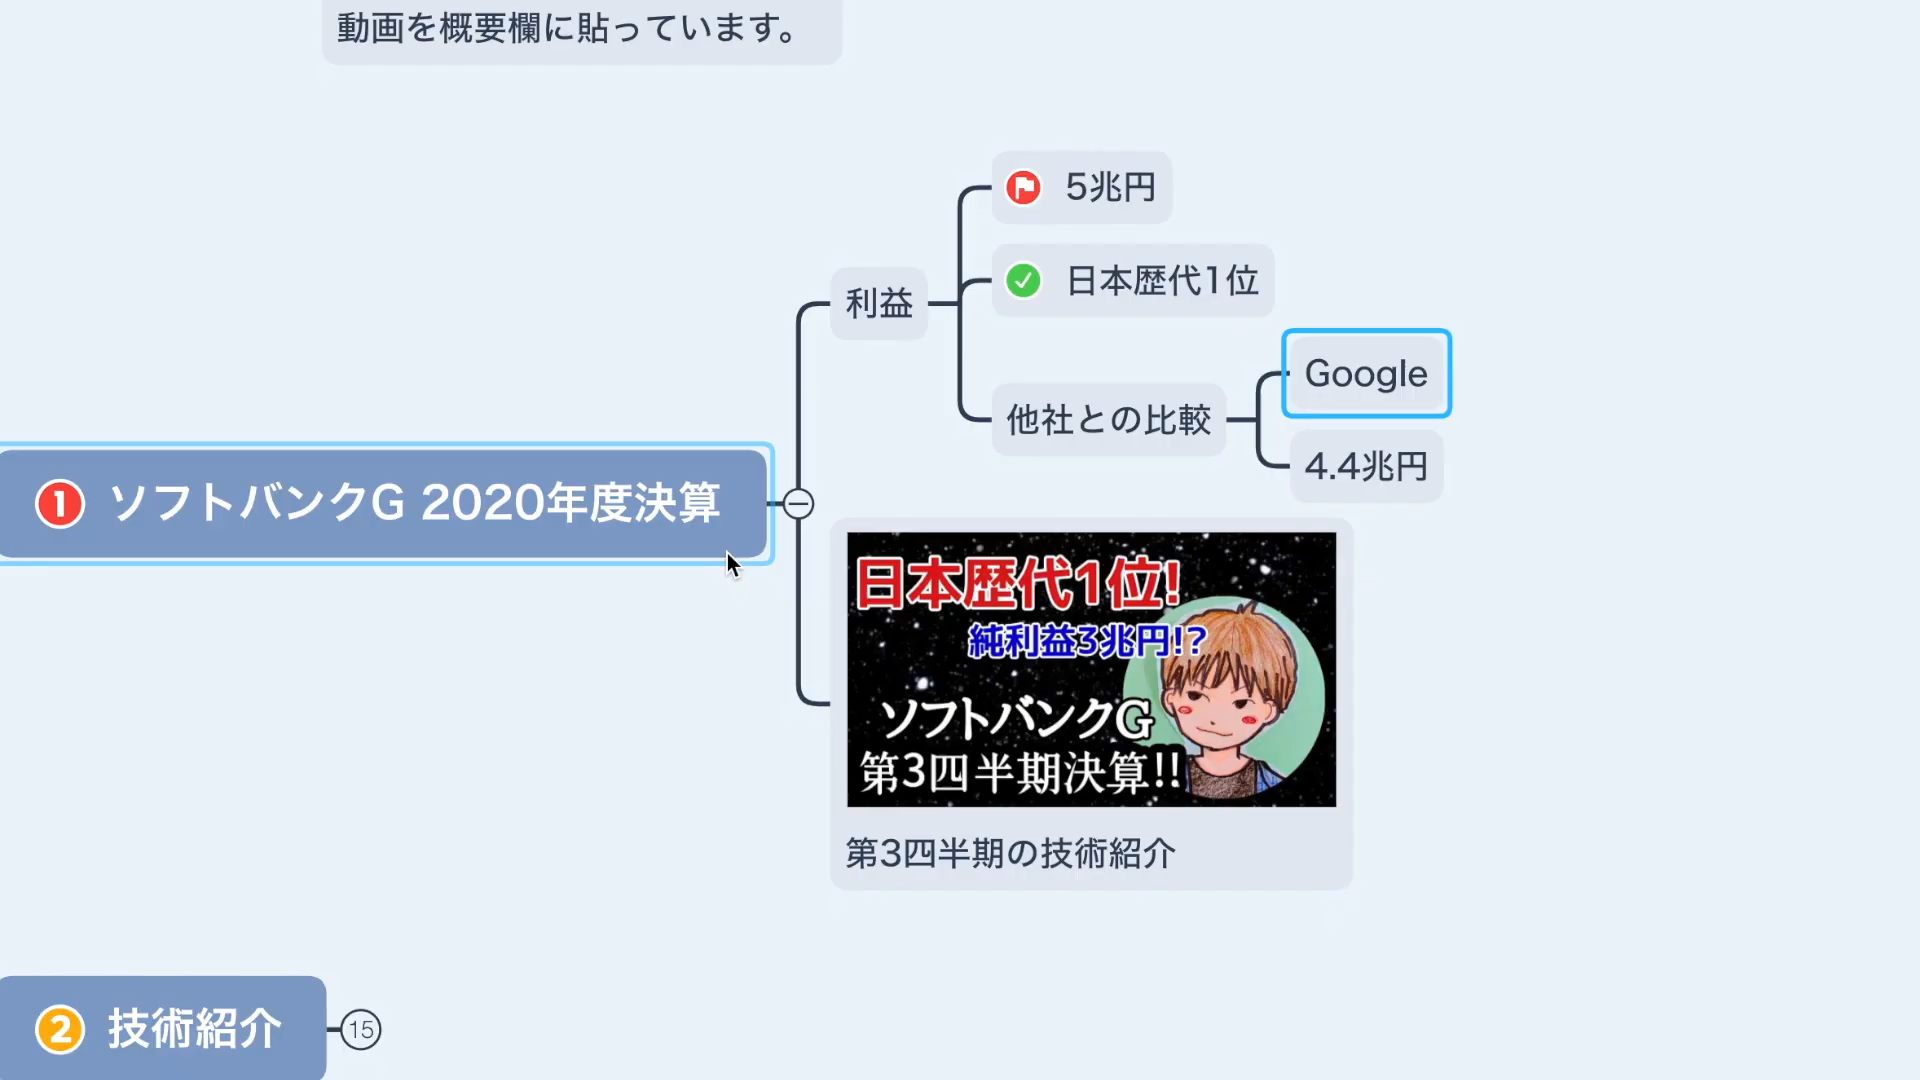 動画を概要欄に貼っています。
5兆円
日本歴代1位
利益
Google
他社との比較
4.4兆円
1 ソフトバンクG 2020年度決算
日本歴代1位!
純利益3兆円!?
ソフトバンクG
第3四半期決算!!
第3四半期の技術紹介
2 技術紹介 15